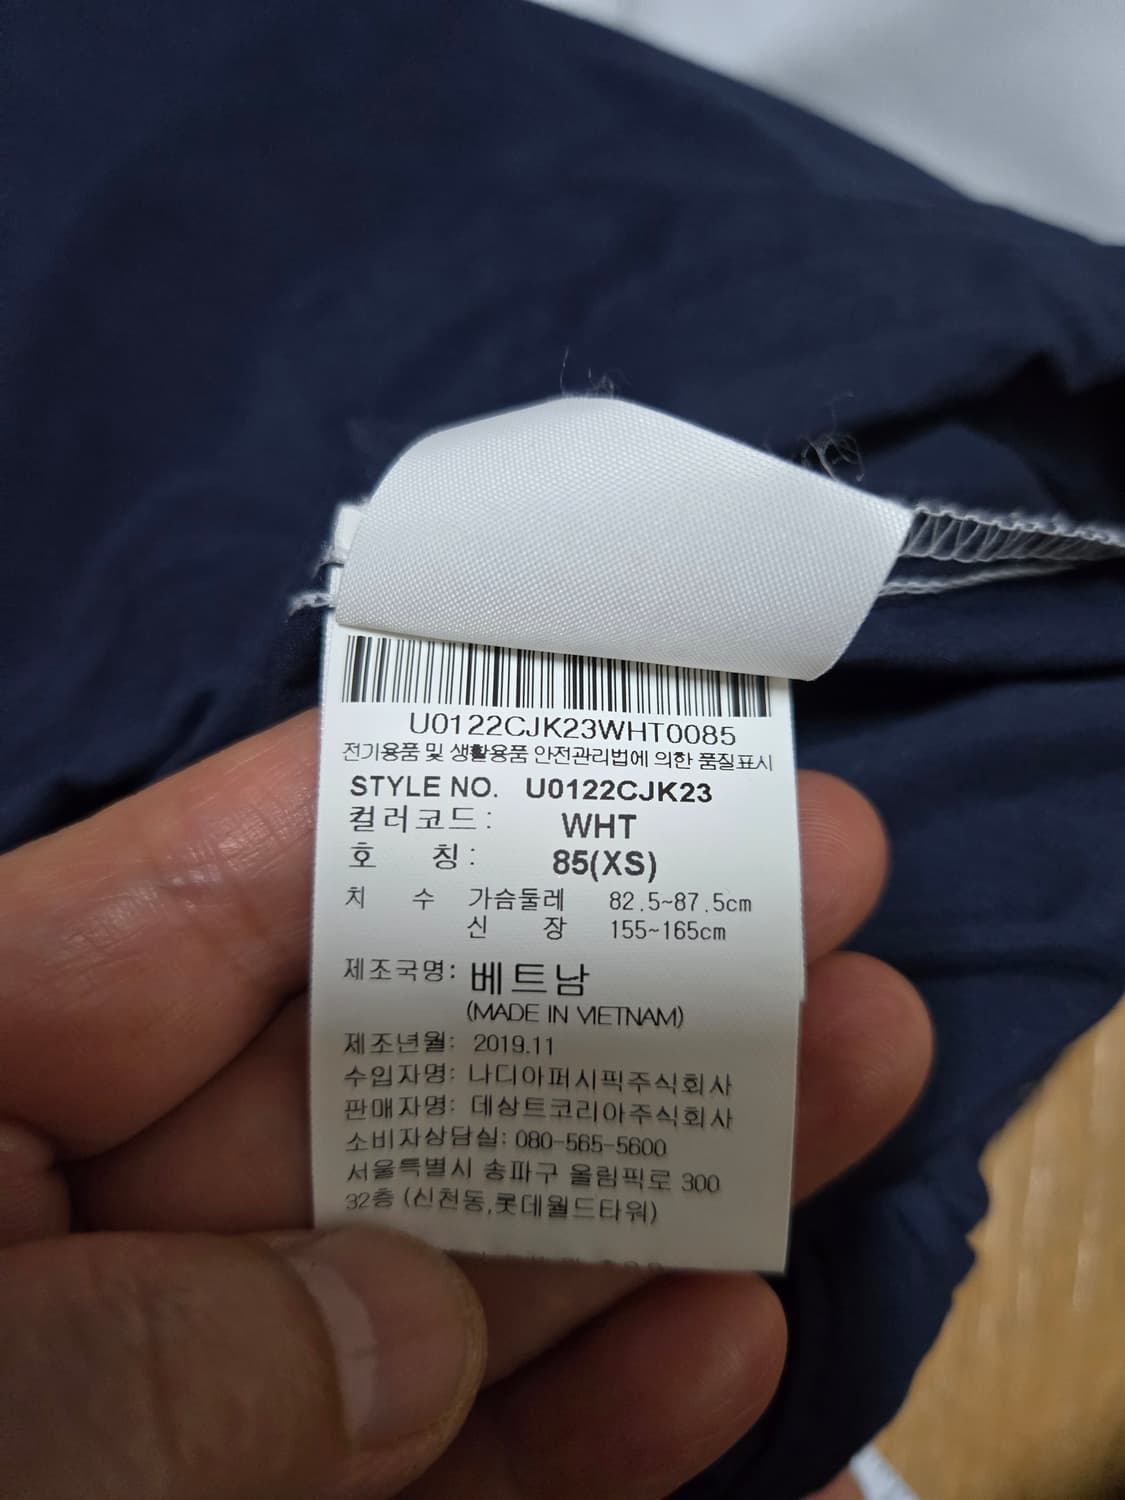 U0122CJK23WHT0085
전기용품 및 생활용품 안전관리법에 의한 품질표시
STYLE NO. U0122CJK23
컬러코드: WHT
호 칭: 85(XS)
치 수 가슴둘레 82.5~87.5cm
신 장 155~165cm
제조국명: 베트남
(MADE IN VIETNAM)
제조년월: 2019.11
수입자명: 나디아퍼시픽주식회사
판매자명: 데상트코리아주식회사
소비자상담실: 080-565-5600
서울특별시 송파구 올림픽로 300
32층 (신천동,롯데월드타워)